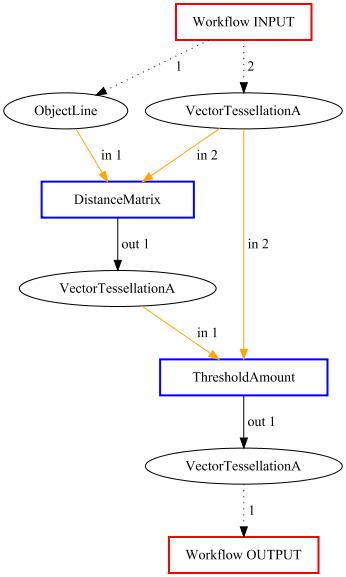 Workflow INPUT
1
2
ObjectLine
VectorTessellationA
in 1
in 2
DistanceMatrix
out 1
in 2
VectorTessellationA
in 1
ThresholdAmount
out 1
VectorTessellationA
1
Workflow OUTPUT